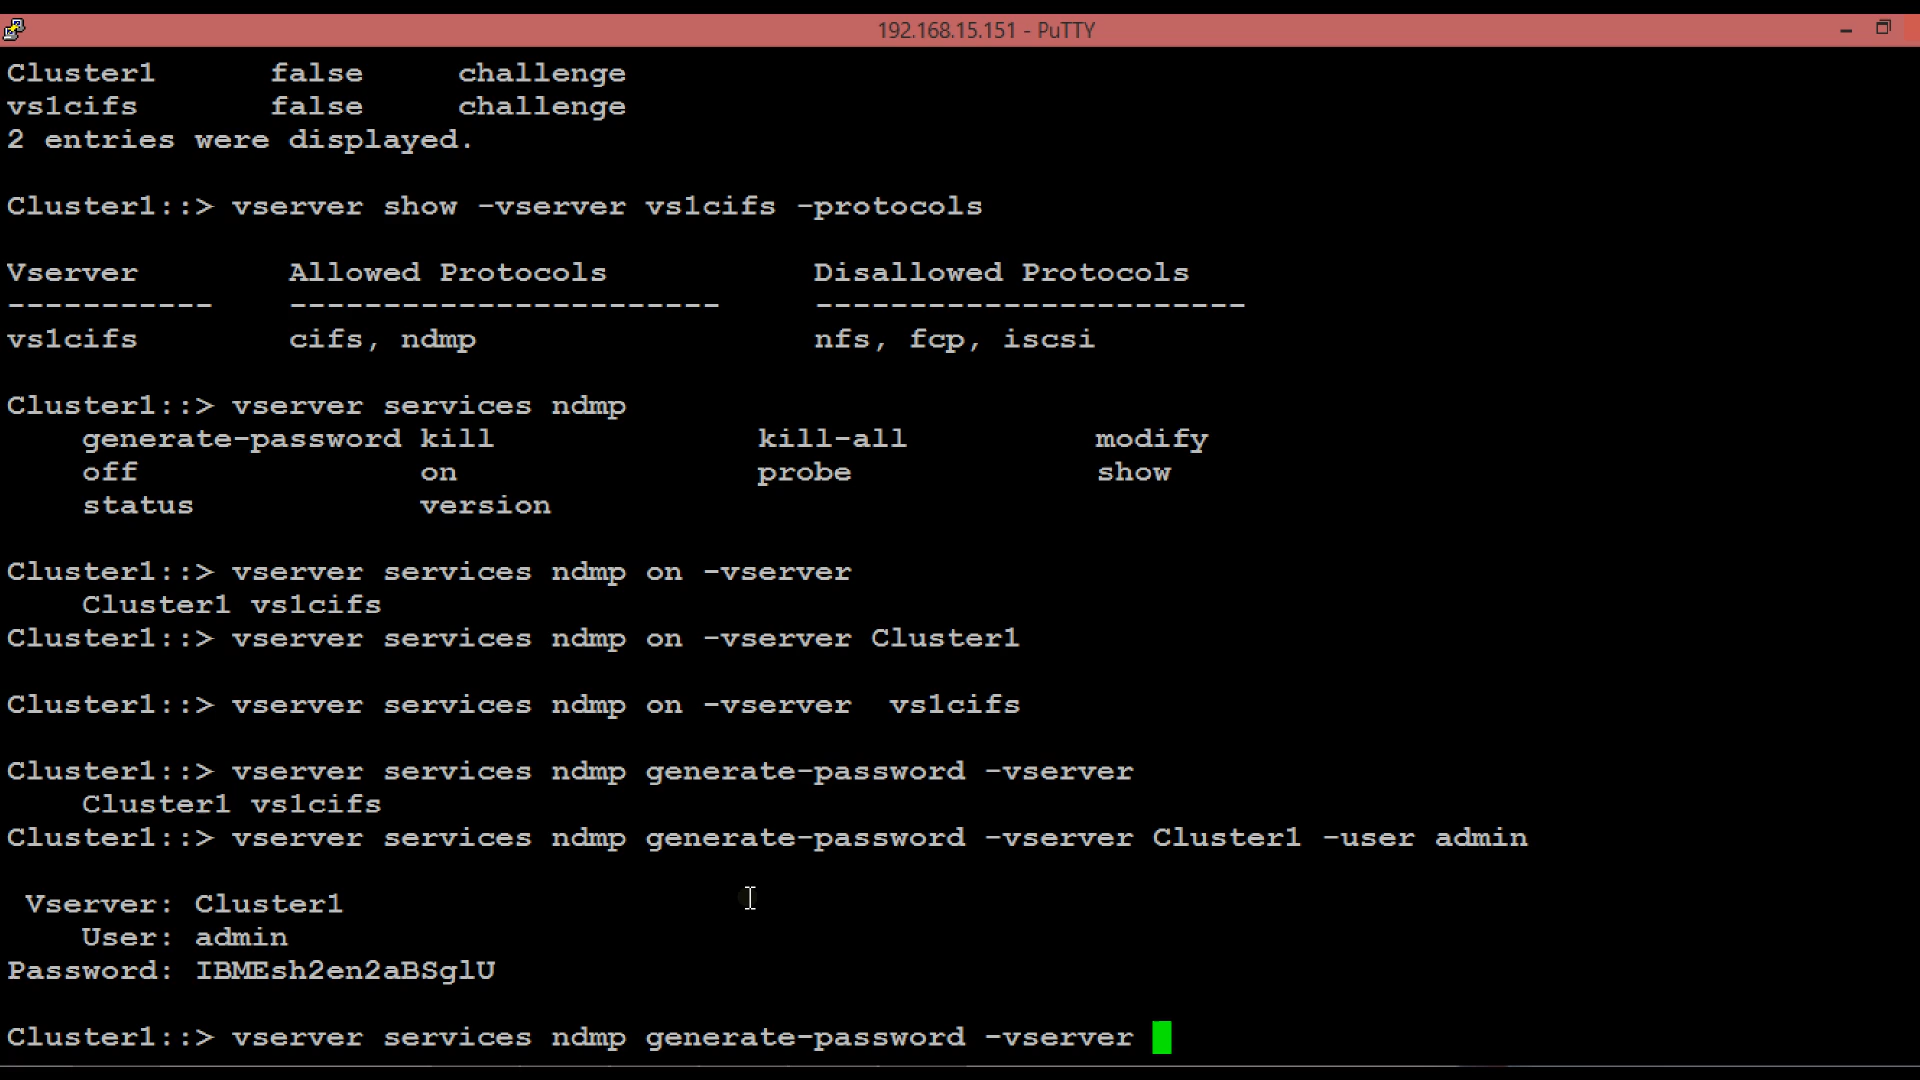 192.168.15.151 - PuTTY
Cluster1 false challenge
vs1cifs false challenge
2 entries were displayed.
Cluster1::> vserver show -vserver vs1cifs -protocols
Vserver Allowed Protocols Disallowed Protocols
----------- ----------------------- -----------------------
vs1cifs cifs, ndmp nfs, fcp, iscsi
Cluster1::> vserver services ndmp
generate-password kill kill-all modify
off on probe show
status version
Cluster1::> vserver services ndmp on -vserver
Cluster1 vs1cifs
Cluster1::> vserver services ndmp on -vserver Cluster1
Cluster1::> vserver services ndmp on -vserver  vs1cifs
Cluster1::> vserver services ndmp generate-password -vserver
Cluster1 vs1cifs
Cluster1::> vserver services ndmp generate-password -vserver Cluster1 -user admin
Vserver: Cluster1
User: admin
Password: IBMEsh2en2aBSglU
Cluster1::> vserver services ndmp generate-password -vserver